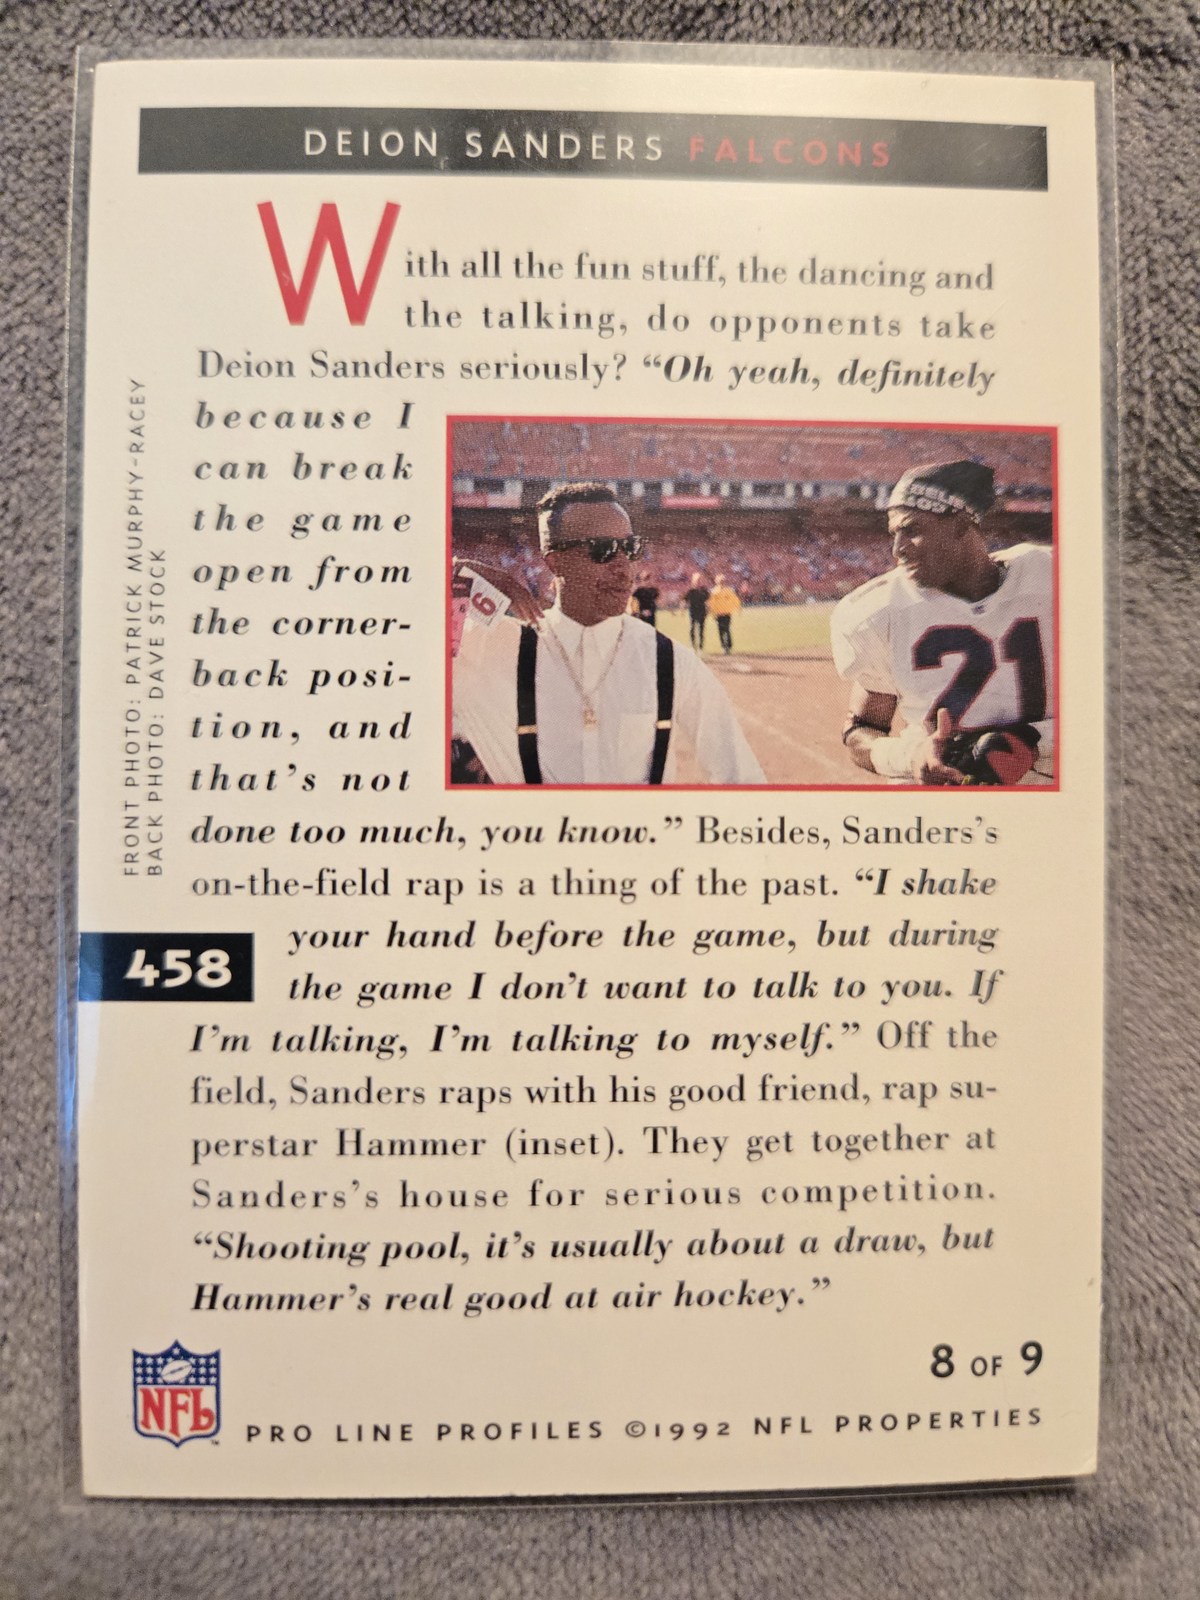 DEION SANDERS FALCONS
With all the fun stuff, the dancing and
the talking, do opponents take
Deion Sanders seriously? “Oh yeah, definitely
because I
can break
the game
open from
the corner-
back posi-
tion, and
that’s not
done too much, you know.” Besides, Sanders’s
on-the-field rap is a thing of the past. “I shake
your hand before the game, but during
the game I don’t want to talk to you. If
I’m talking, I’m talking to myself.” Off the
field, Sanders raps with his good friend, rap su-
perstar Hammer (inset). They get together at
Sanders’s house for serious competition.
“Shooting pool, it’s usually about a draw, but
Hammer’s real good at air hockey.”
FRONT PHOTO: PATRICK MURPHY-RACEY
BACK PHOTO: DAVE STOCK
458
21
6
8 OF 9
NFL
PRO LINE PROFILES ©1992 NFL PROPERTIES